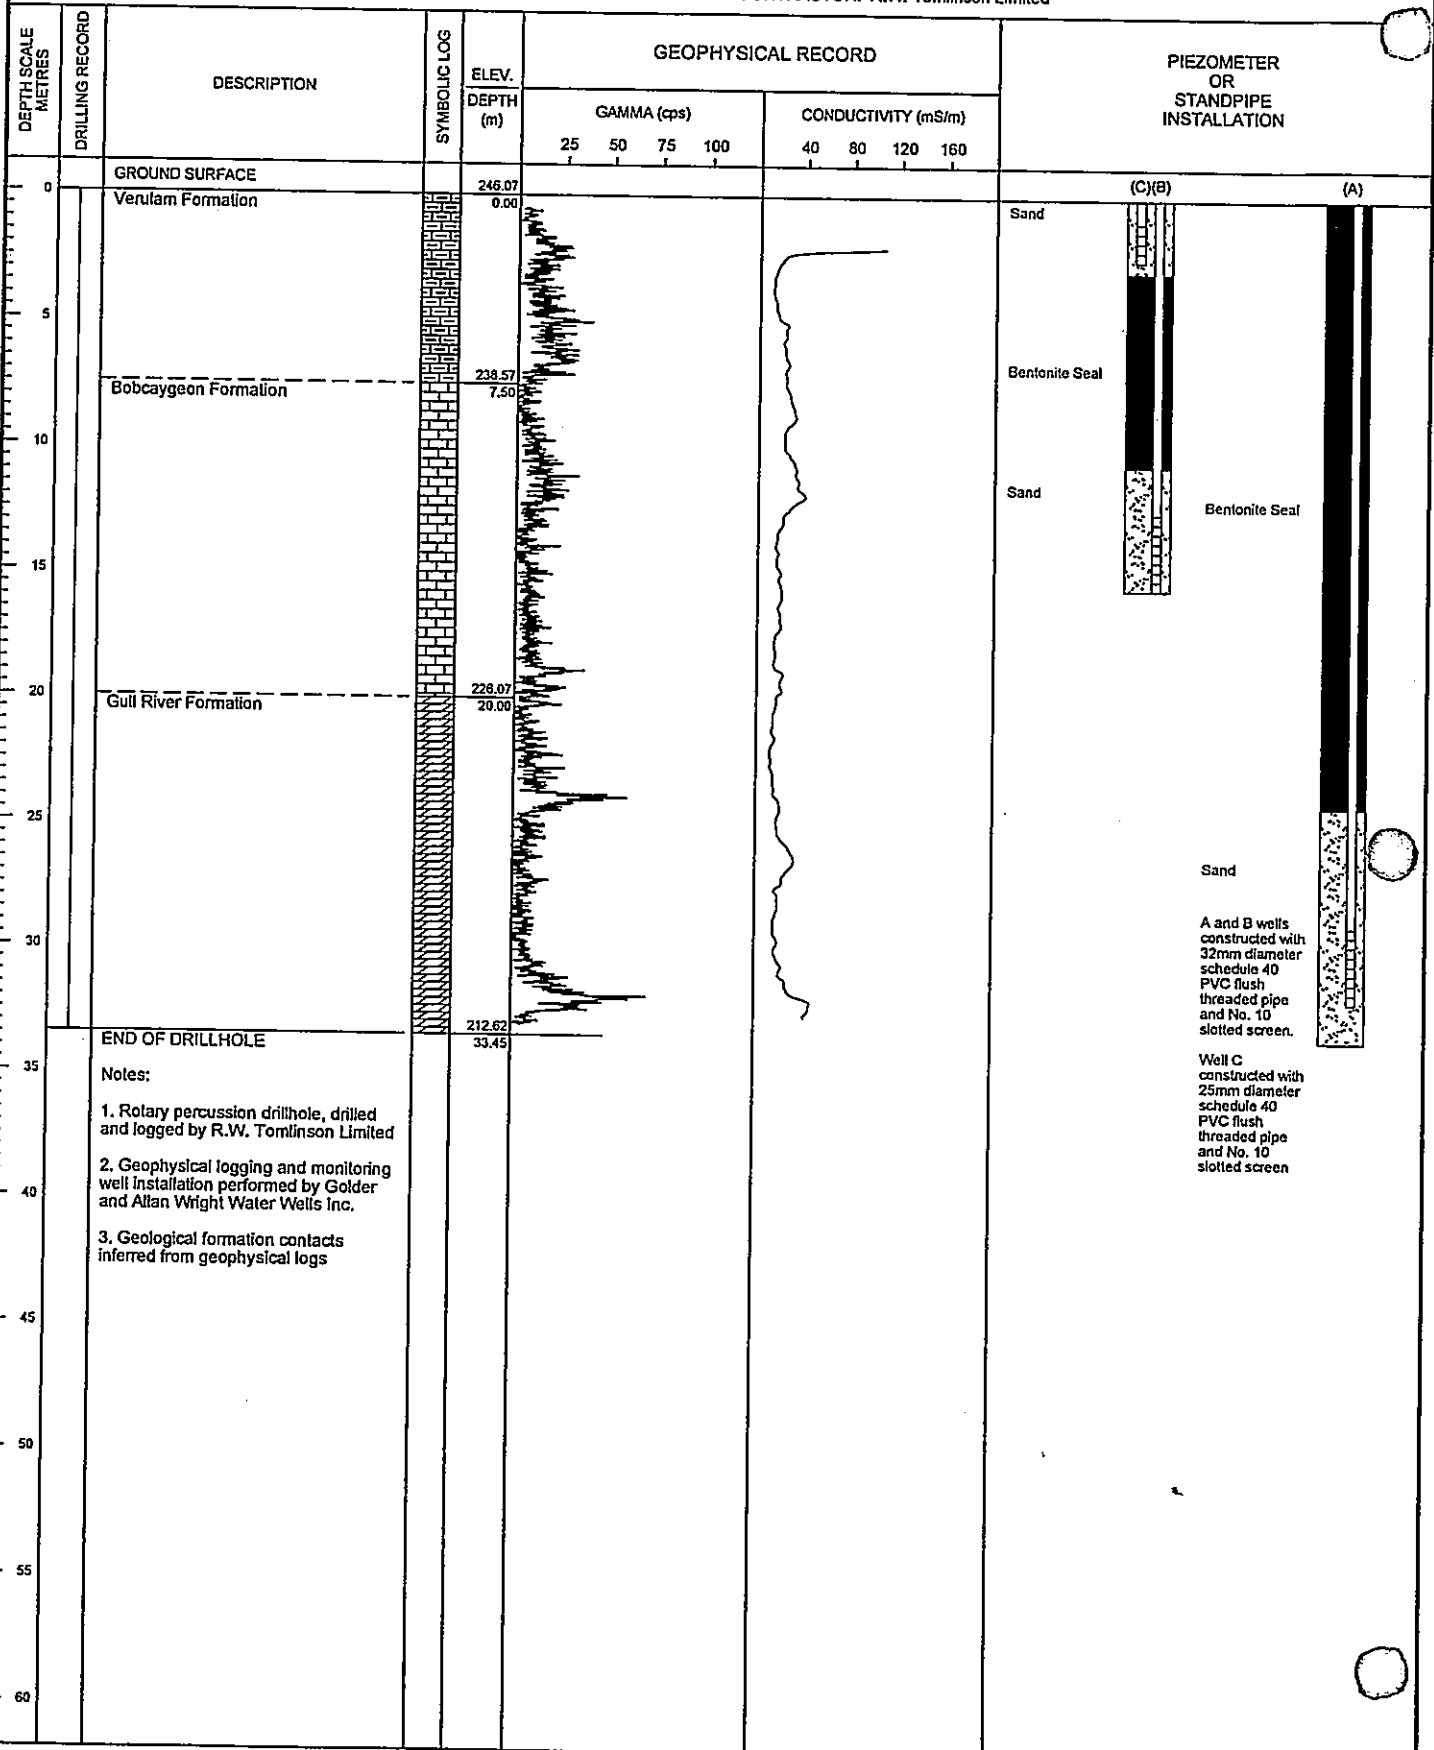 Tomlinson Limited
DEPTH SCALE
METRES
DRILLING RECORD
DESCRIPTION
SYMBOLIC LOG
ELEV.
DEPTH
(m)
GEOPHYSICAL RECORD
GAMMA (cps)
25 50 75 100
CONDUCTIVITY (mS/m)
40 80 120 160
PIEZOMETER
OR
STANDPIPE
INSTALLATION
GROUND SURFACE
246.07
(C)(B)
(A)
0
Verulam Formation
0.00
Sand
5
238.57
Bentonite Seal
Bobcaygeon Formation
7.50
10
Sand
Bentonite Seal
15
20
226.07
Gull River Formation
20.00
25
Sand
A and B wells
constructed with
32mm diameter
schedule 40
PVC flush
threaded pipe
and No. 10
slotted screen.
30
212.62
END OF DRILLHOLE
33.45
35
Well C
constructed with
25mm diameter
schedule 40
PVC flush
threaded pipe
and No. 10
slotted screen
Notes:
1. Rotary percussion drillhole, drilled
and logged by R.W. Tomlinson Limited
2. Geophysical logging and monitoring
well installation performed by Golder
and Allan Wright Water Wells Inc.
40
3. Geological formation contacts
inferred from geophysical logs
45
50
55
60